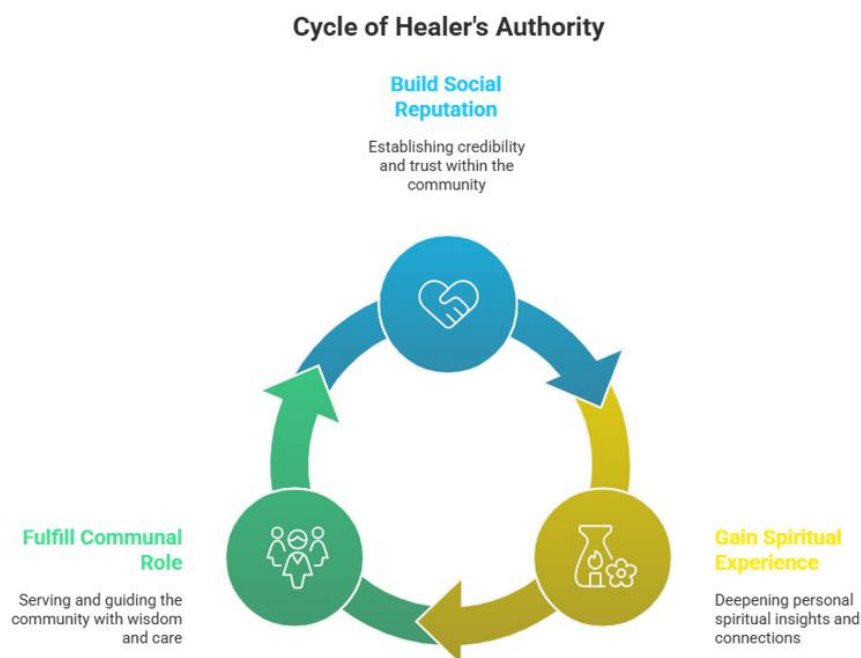 Cycle of Healer's Authority
Build Social
Reputation
Establishing credibility
and trust within the
community
Gain Spiritual
Experience
Deepening personal
spiritual insights and
connections
Fulfill Communal
Role
Serving and guiding the
community with wisdom
and care